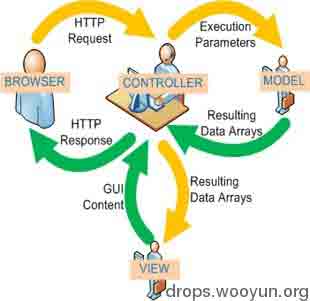 HTTP
Request
Execution
Parameters
BROWSER
CONTROLLER
MODEL
HTTP
Response
Resulting
Data Arrays
GUI
Content
Resulting
Data Arrays
VIEW
drops.wooyun.org